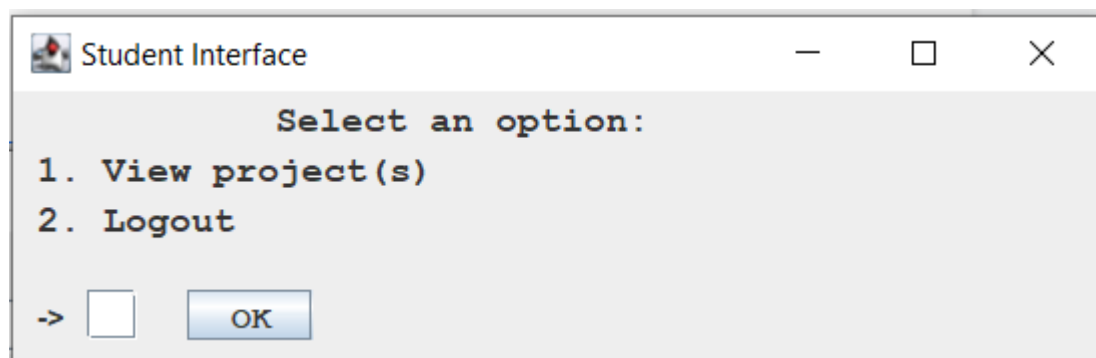 Student Interface
Select an option:
1. View project(s)
2. Logout
-> OK